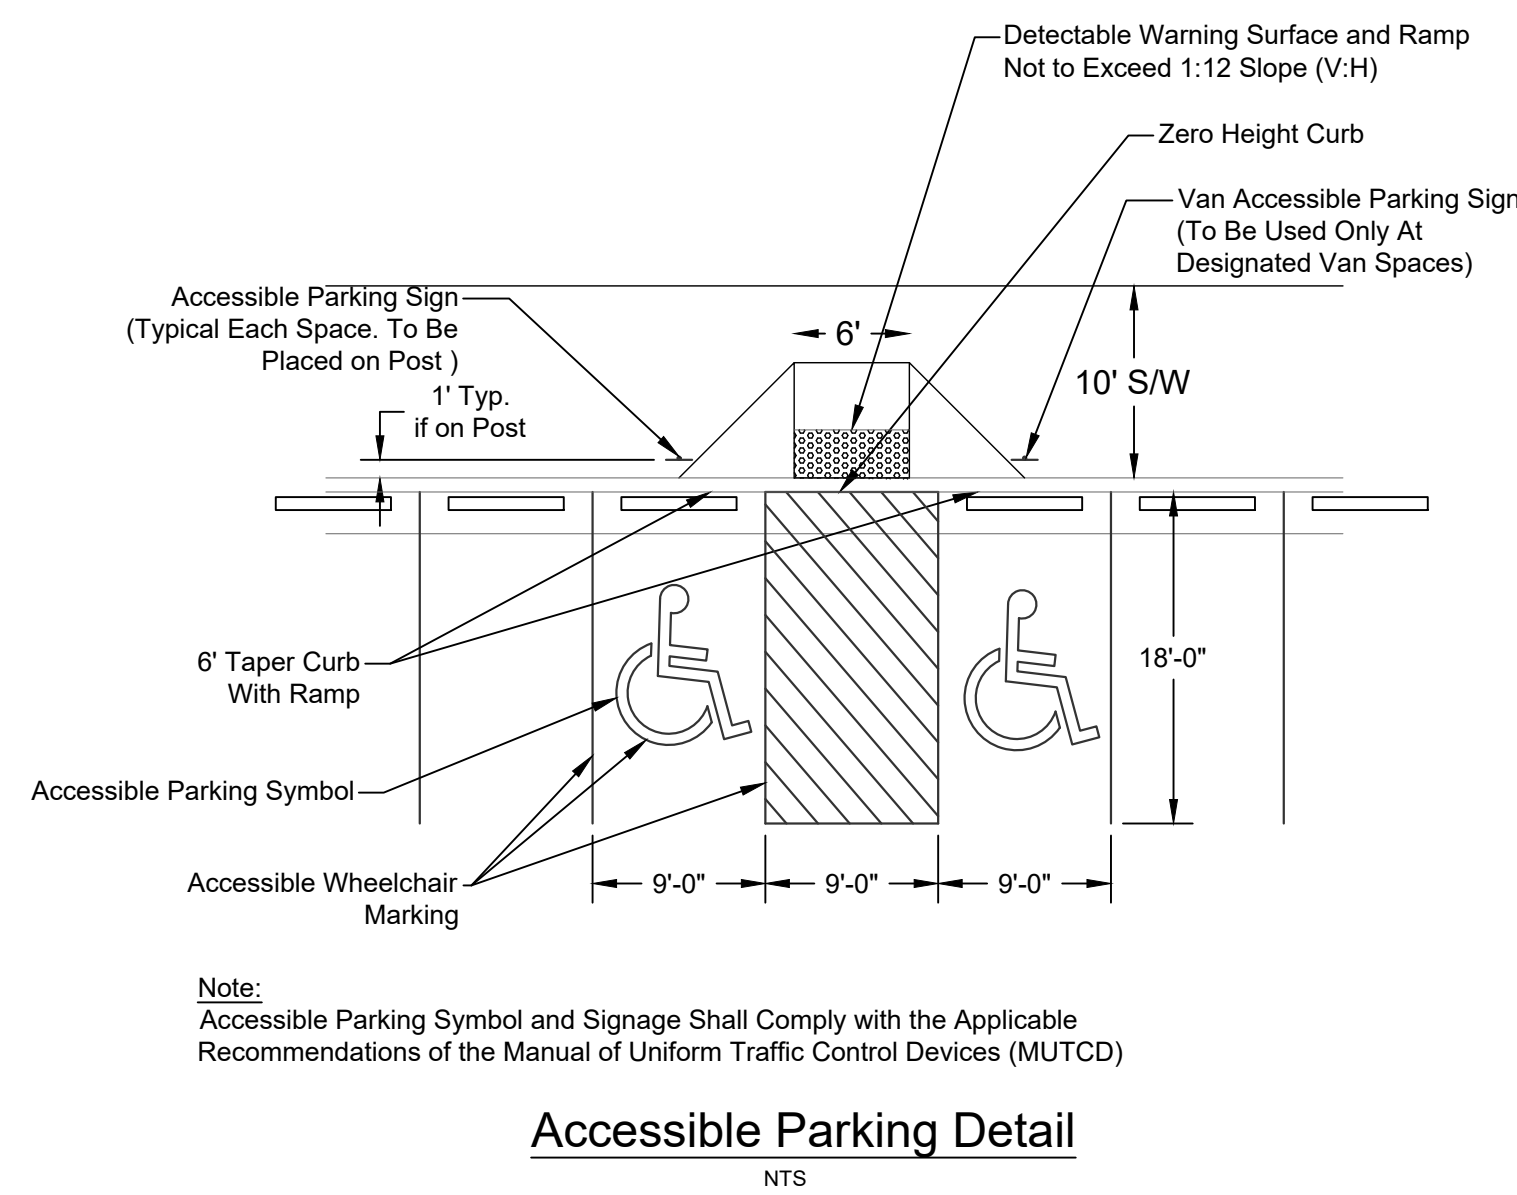 Detectable Warning Surface and Ramp
Not to Exceed 1:12 Slope (V:H)
Zero Height Curb
Van Accessible Parking Sign
(To Be Used Only At
Designated Van Spaces)
Accessible Parking Sign
(Typical Each Space. To Be
Placed on Post )
6'
10' S/W
1' Typ.
if on Post
6' Taper Curb
With Ramp
18'-0"
Accessible Parking Symbol
Accessible Wheelchair
Marking
9'-0"
9'-0"
9'-0"
Note:
Accessible Parking Symbol and Signage Shall Comply with the Applicable
Recommendations of the Manual of Uniform Traffic Control Devices (MUTCD)
Accessible Parking Detail
NTS